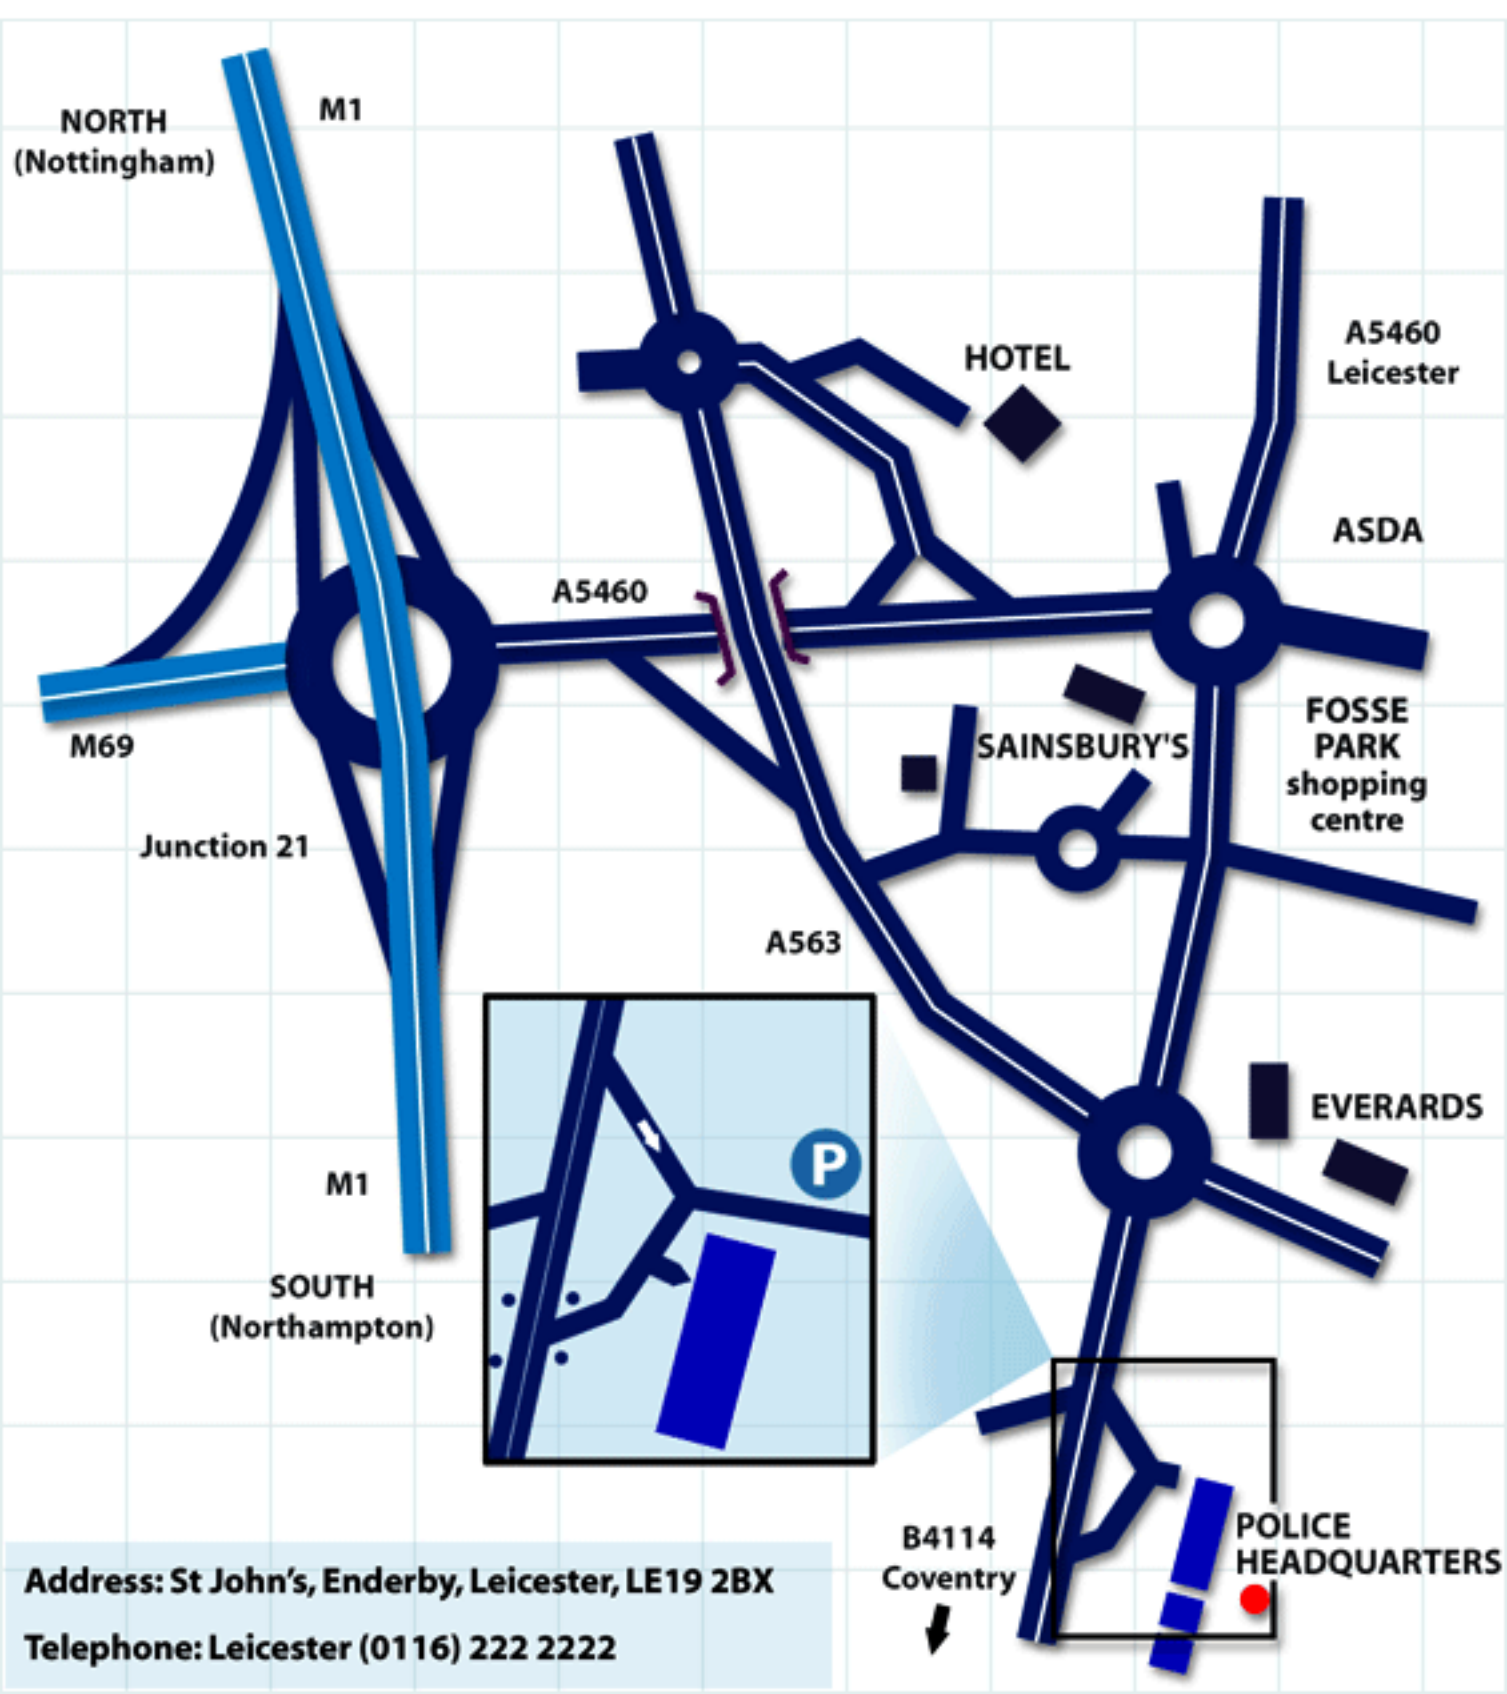 M1
NORTH
(Nottingham)
A5460
Leicester
HOTEL
ASDA
A5460
M69
FOSSE
PARK
shopping
centre
SAINSBURY'S
Junction 21
A563
EVERARDS
P
M1
SOUTH
(Northampton)
B4114
Coventry
POLICE
HEADQUARTERS
Address: St John's, Enderby, Leicester, LE19 2BX
Telephone: Leicester (0116) 222 2222